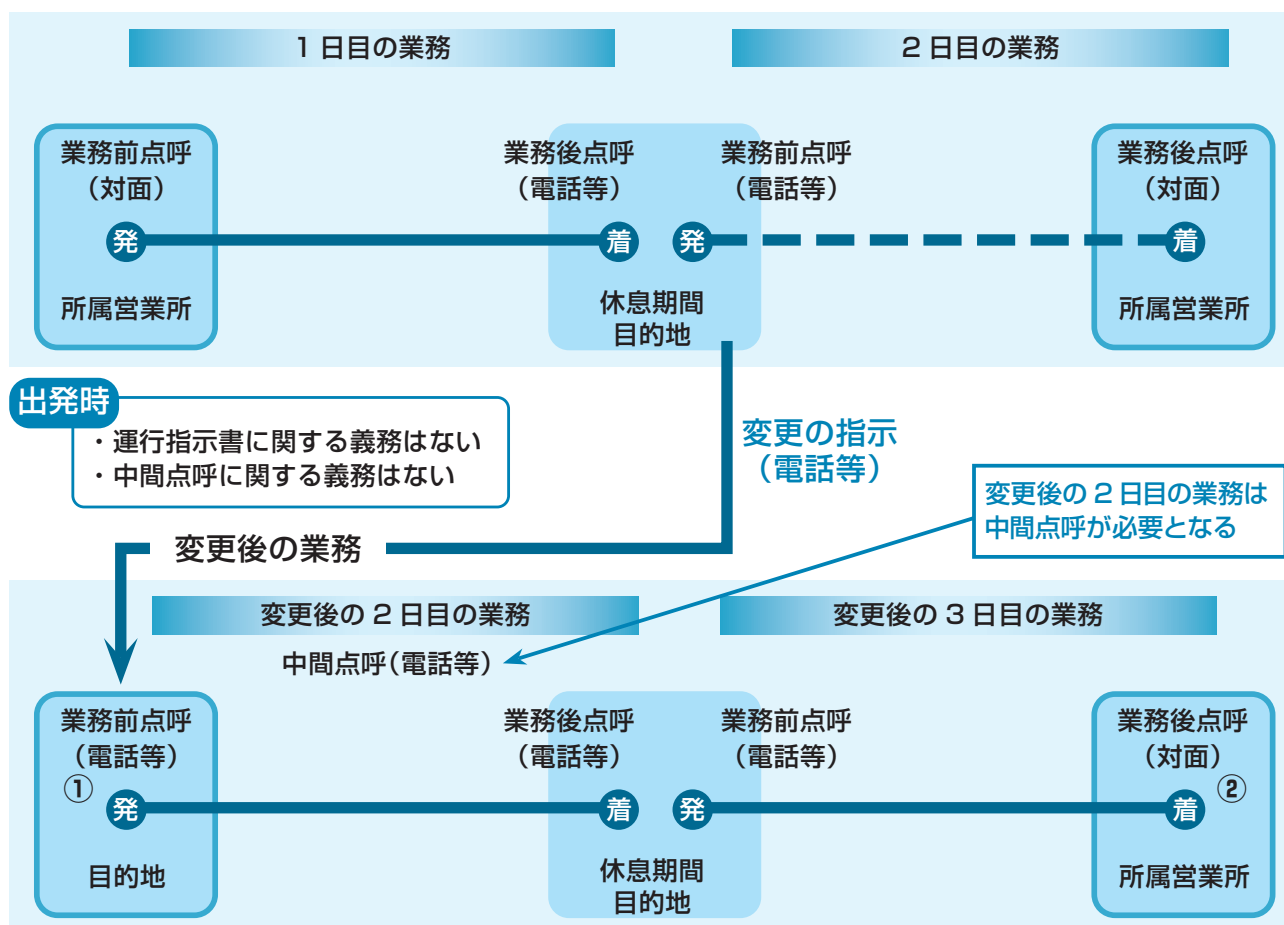 1日目の業務
2日目の業務
業務前点呼
（対面）
発
所属営業所
業務後点呼
（電話等）
着
業務前点呼
（電話等）
発
休息期間
目的地
業務後点呼
（対面）
着
所属営業所
出発時
・運行指示書に関する義務はない
・中間点呼に関する義務はない
変更の指示
（電話等）
変更後の2日目の業務は
中間点呼が必要となる
変更後の業務
変更後の2日目の業務
変更後の3日目の業務
中間点呼（電話等）
業務前点呼
（電話等）
①
発
目的地
業務後点呼
（電話等）
着
業務前点呼
（電話等）
発
休息期間
目的地
業務後点呼
（対面）
②
着
所属営業所